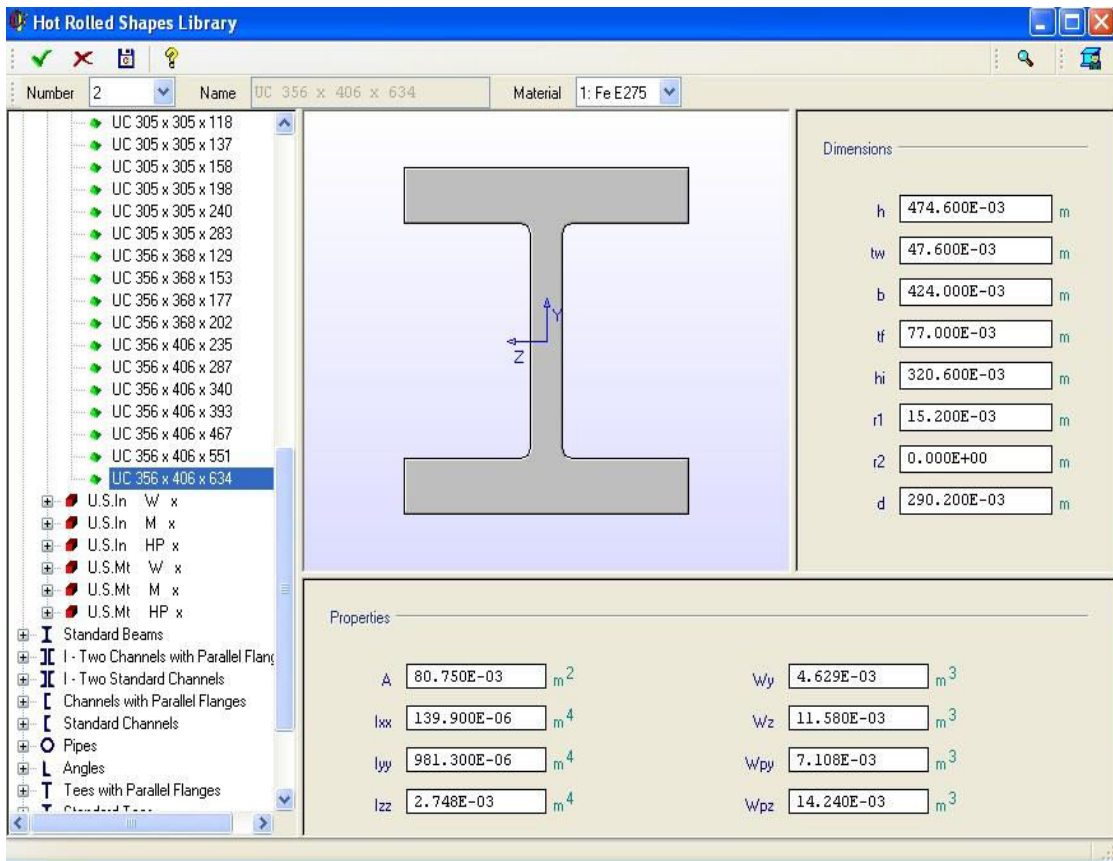 Hot Rolled Shapes Library
Number 2 Name UC 356 x 406 x 634 Material 1: Fe E275
UC 305 x 305 x 118
UC 305 x 305 x 137
UC 305 x 305 x 158
UC 305 x 305 x 198
UC 305 x 305 x 240
UC 305 x 305 x 283
UC 356 x 368 x 129
UC 356 x 368 x 153
UC 356 x 368 x 177
UC 356 x 368 x 202
UC 356 x 406 x 235
UC 356 x 406 x 287
UC 356 x 406 x 340
UC 356 x 406 x 393
UC 356 x 406 x 467
UC 356 x 406 x 551
UC 356 x 406 x 634
U.S.In W x
U.S.In M x
U.S.In HP x
U.S.Mt W x
U.S.Mt M x
U.S.Mt HP x
Standard Beams
I - Two Channels with Parallel Flang
I - Two Standard Channels
Channels with Parallel Flanges
Standard Channels
Pipes
Angles
Tees with Parallel Flanges
Standard Tees
Y
Z
Dimensions
h 474.600E-03 m
tw 47.600E-03 m
b 424.000E-03 m
tf 77.000E-03 m
hi 320.600E-03 m
r1 15.200E-03 m
r2 0.000E+00 m
d 290.200E-03 m
Properties
A 80.750E-03 m2 Wy 4.629E-03 m3
Ixx 139.900E-06 m4 Wz 11.580E-03 m3
Iyy 981.300E-06 m4 Wpy 7.108E-03 m3
Izz 2.748E-03 m4 Wpz 14.240E-03 m3